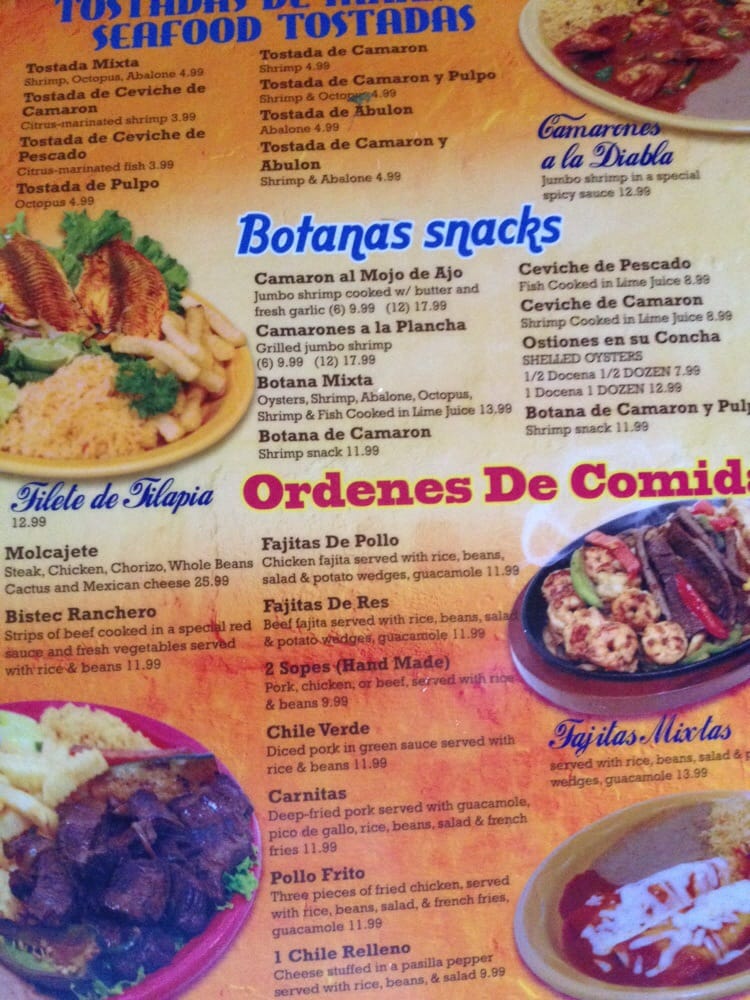 TOSTADAS DE
SEAFOOD TOSTADAS
Tostada Mixta
Shrimp, Octopus, Abalone 4.99
Tostada de Ceviche de
Camaron
Citrus-marinated shrimp 3.99
Tostada de Ceviche de
Pescado
Citrus-marinated fish 3.99
Tostada de Pulpo
Octopus 4.99
Tostada de Camaron
Shrimp 4.99
Tostada de Camaron y Pulpo
Shrimp & Octopus 4.99
Tostada de Abulon
Abalone 4.99
Tostada de Camaron y
Abulon
Shrimp & Abalone 4.99
Camarones
a la Diabla
Jumbo shrimp in a special
spicy sauce 12.99
Botanas snacks
Camaron al Mojo de Ajo
Jumbo shrimp cooked w/ butter and
fresh garlic (6) 9.99 (12) 17.99
Camarones a la Plancha
Grilled jumbo shrimp
(6) 9.99 (12) 17.99
Botana Mixta
Oysters, Shrimp, Abalone, Octopus,
Shrimp & Fish Cooked in Lime Juice 13.99
Botana de Camaron
Shrimp snack 11.99
Ceviche de Pescado
Fish Cooked in Lime Juice 8.99
Ceviche de Camaron
Shrimp Cooked in Lime Juice 8.99
Ostiones en su Concha
SHELLED OYSTERS
1/2 Docena 1/2 DOZEN 7.99
1 Docena 1 DOZEN 12.99
Botana de Camaron y Pulp
Shrimp snack 11.99
Filete de Tilapia
12.99
Ordenes De Comida
Molcajete
Steak, Chicken, Chorizo, Whole Beans
Cactus and Mexican cheese 25.99
Bistec Ranchero
Strips of beef cooked in a special red
sauce and fresh vegetables served
with rice & beans 11.99
Fajitas De Pollo
Chicken fajita served with rice, beans,
salad & potato wedges, guacamole 11.99
Fajitas De Res
Beef fajita served with rice, beans, salad
& potato wedges, guacamole 11.99
2 Sopes (Hand Made)
Pork, chicken, or beef, served with rice
& beans 9.99
Chile Verde
Diced pork in green sauce served with
rice & beans 11.99
Carnitas
Deep-fried pork served with guacamole,
pico de gallo, rice, beans, salad & french
fries 11.99
Pollo Frito
Three pieces of fried chicken, served
with rice, beans, salad, & french fries,
guacamole 11.99
1 Chile Relleno
Cheese stuffed in a pasilla pepper
served with rice, beans, & salad 9.99
Fajitas Mixtas
served with rice, beans, salad & p
wedges, guacamole 13.99